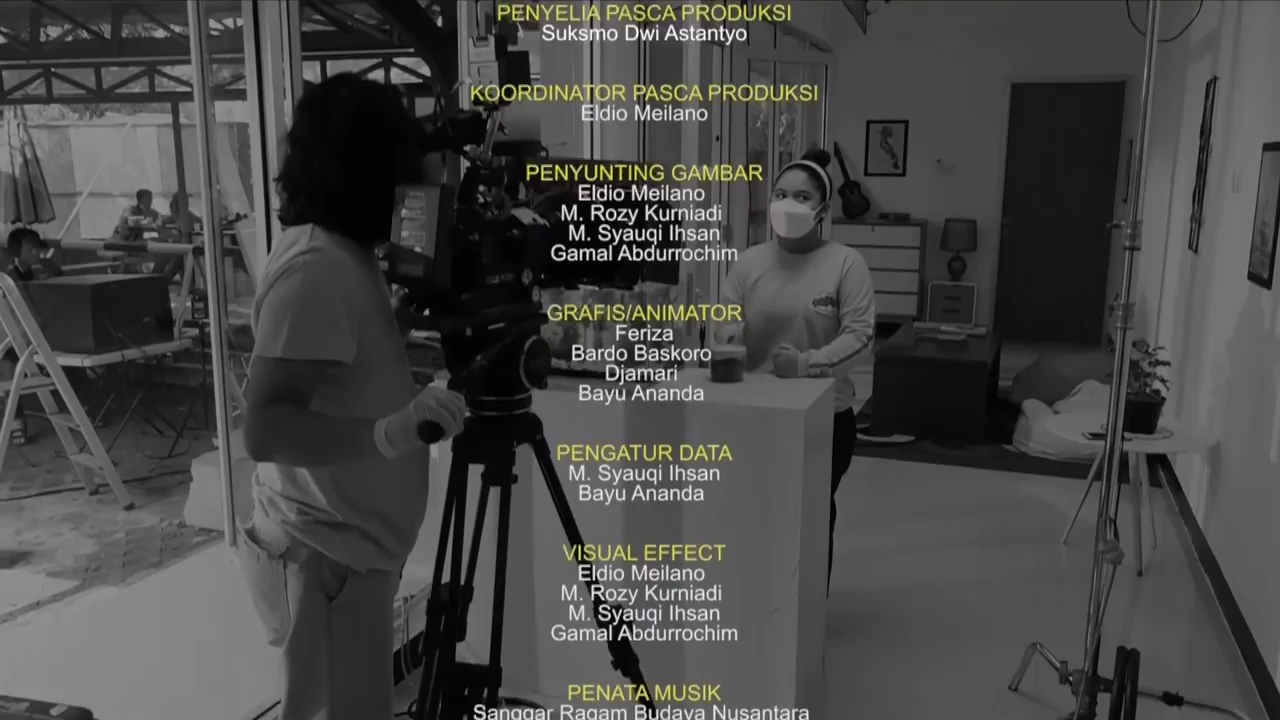 PENYELIA PASCA PRODUKSI
Suksmo Dwi Astantyo
KOORDINATOR PASCA PRODUKSI
Eldio Meilano
PENYUNTING GAMBAR
Eldio Meilano
M. Rozy Kurniadi
M. Syauqi Ihsan
Gamal Abdurrochim
GRAFIS/ANIMATOR
Feriza
Bardo Baskoro
Djamari
Bayu Ananda
PENGATUR DATA
M. Syauqi Ihsan
Bayu Ananda
VISUAL EFFECT
Eldio Meilano
M. Rozy Kurniadi
M. Syauqi Ihsan
Gamal Abdurrochim
PENATA MUSIK
Sanggar Ragam Budaya Nusantara